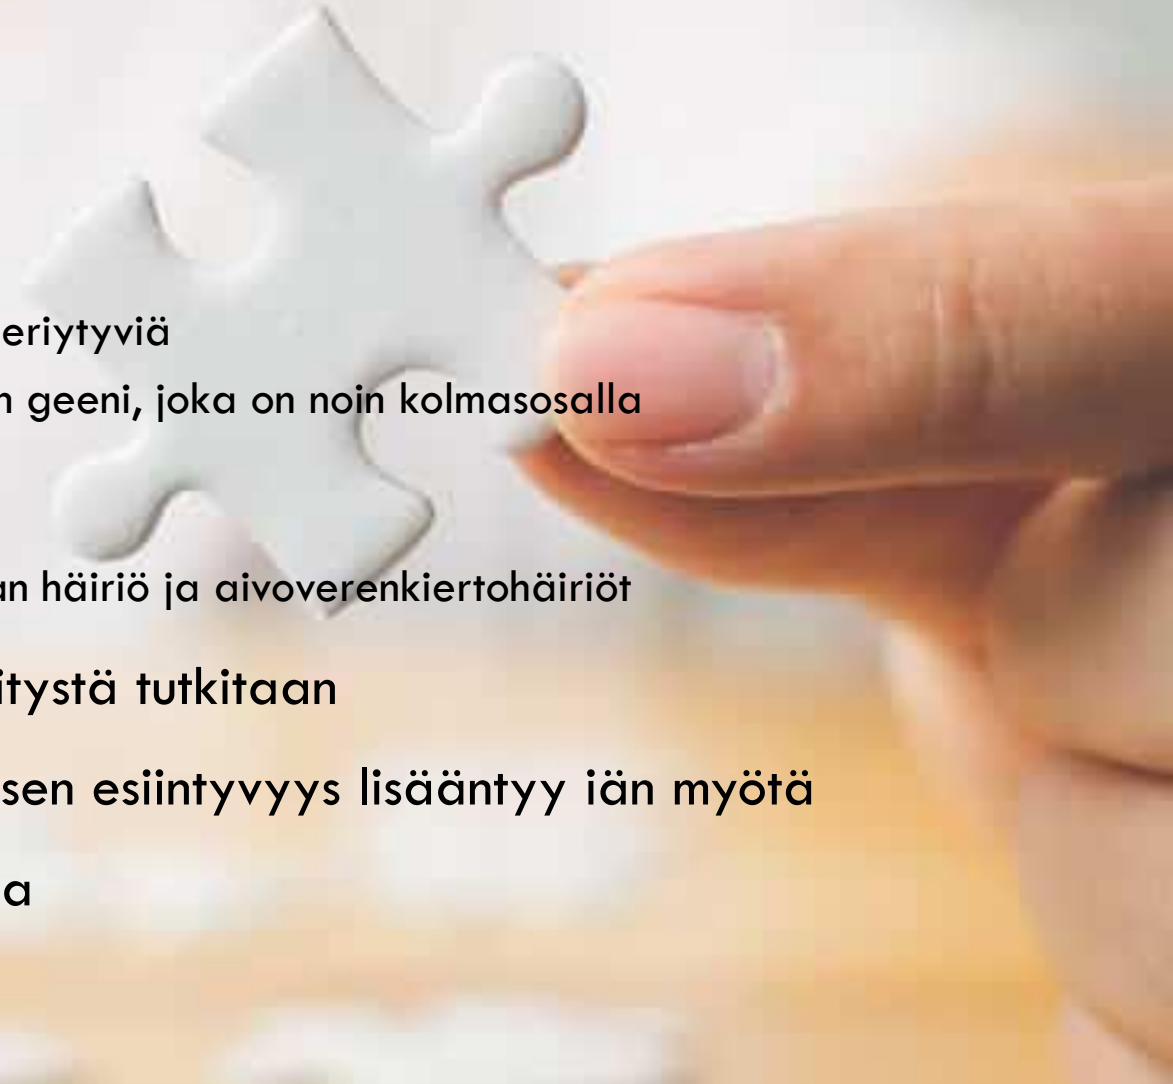 eriytyviä
n geeni, joka on noin kolmasosalla
an häiriö ja aivoverenkiertohäiriöt
itystä tutkitaan
sen esiintyvyys lisääntyy iän myötä
a